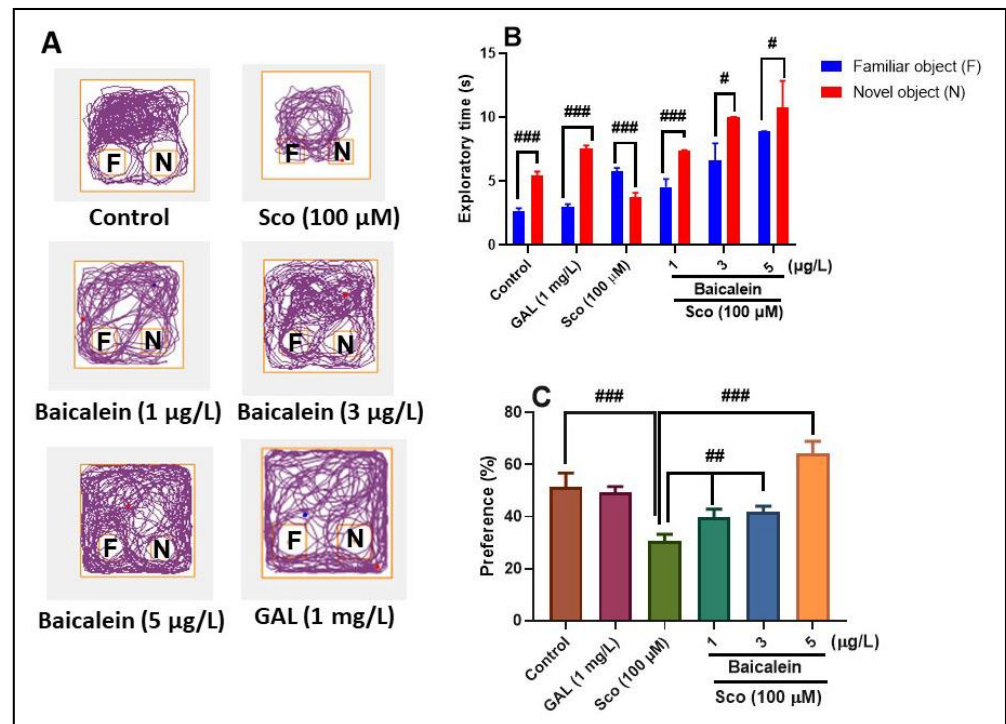 A
F N
Control
F N
Sco (100 µM)
F N
Baicalein (1 µg/L)
F N
Baicalein (3 µg/L)
F N
Baicalein (5 µg/L)
F N
GAL (1 mg/L)
B
Exploratory time (s)
15
10
5
0
###
###
###
###
#
#
Familiar object (F)
Novel object (N)
Control
GAL (1 mg/L)
Sco (100 µM)
1
3
5
(µg/L)
Baicalein
Sco (100 µM)
C
Preference (%)
80
60
40
20
0
###
###
##
Control
GAL (1 mg/L)
Sco (100 µM)
1
3
5
(µg/L)
Baicalein
Sco (100 µM)